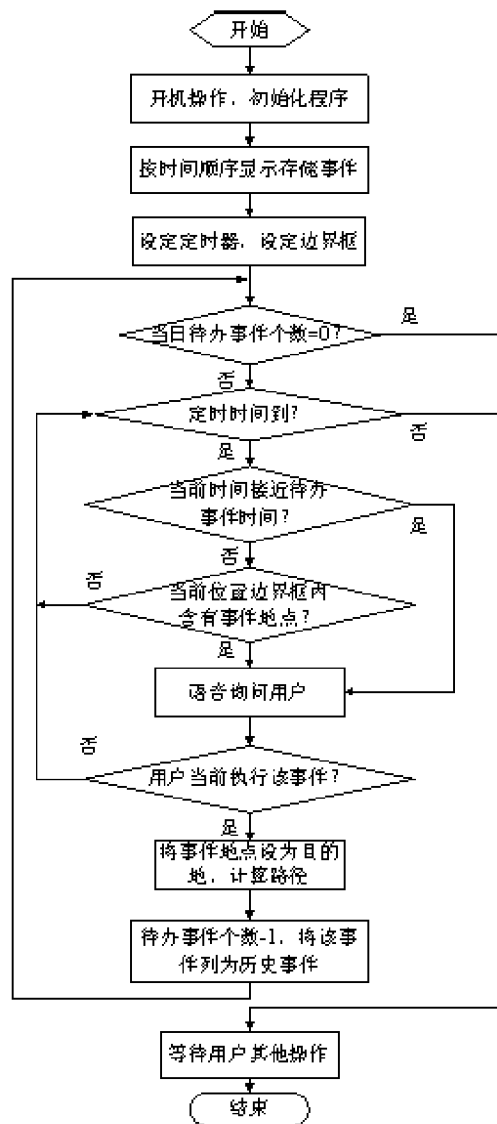 开始
开机操作，初始化程序
按时间顺序显示存储事件
设定定时器，设定边界框
当日待办事件个数=0？
是
否
定时时间到？
否
是
当前时间接近待办
事件时间？
是
否
否
当前位置边界框内
含有事件地点？
是
语音询问用户
否
用户当前执行该事件？
是
将事件地点设为目的
地，计算路径
待办事件个数-1，将该事
件列为历史事件
等待用户其他操作
结束